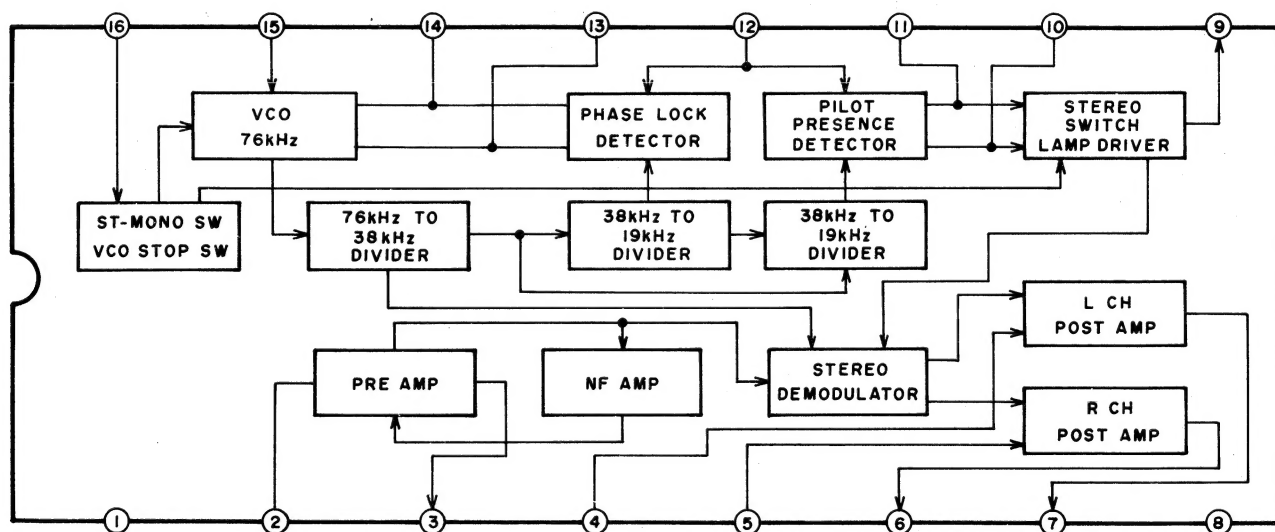 16 15 14 13 12 11 10 9
VCO
76kHz
PHASE LOCK
DETECTOR
PILOT
PRESENCE
DETECTOR
STEREO
SWITCH
LAMP DRIVER
ST-MONO SW
VCO STOP SW
76kHz TO
38kHz
DIVIDER
38kHz TO
19kHz
DIVIDER
38kHz TO
19kHz
DIVIDER
L CH
POST AMP
PRE AMP
NF AMP
STEREO
DEMODULATOR
R CH
POST AMP
1 2 3 4 5 6 7 8